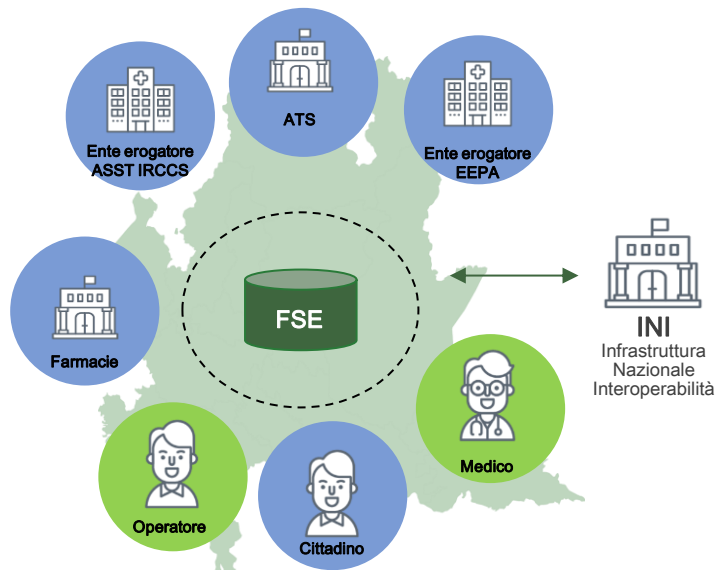 ATS
Ente erogatore
ASST IRCCS
Ente erogatore
EEPA
FSE
INI
Infrastruttura
Nazionale
Interoperabilità
Farmacie
Medico
Operatore
Cittadino